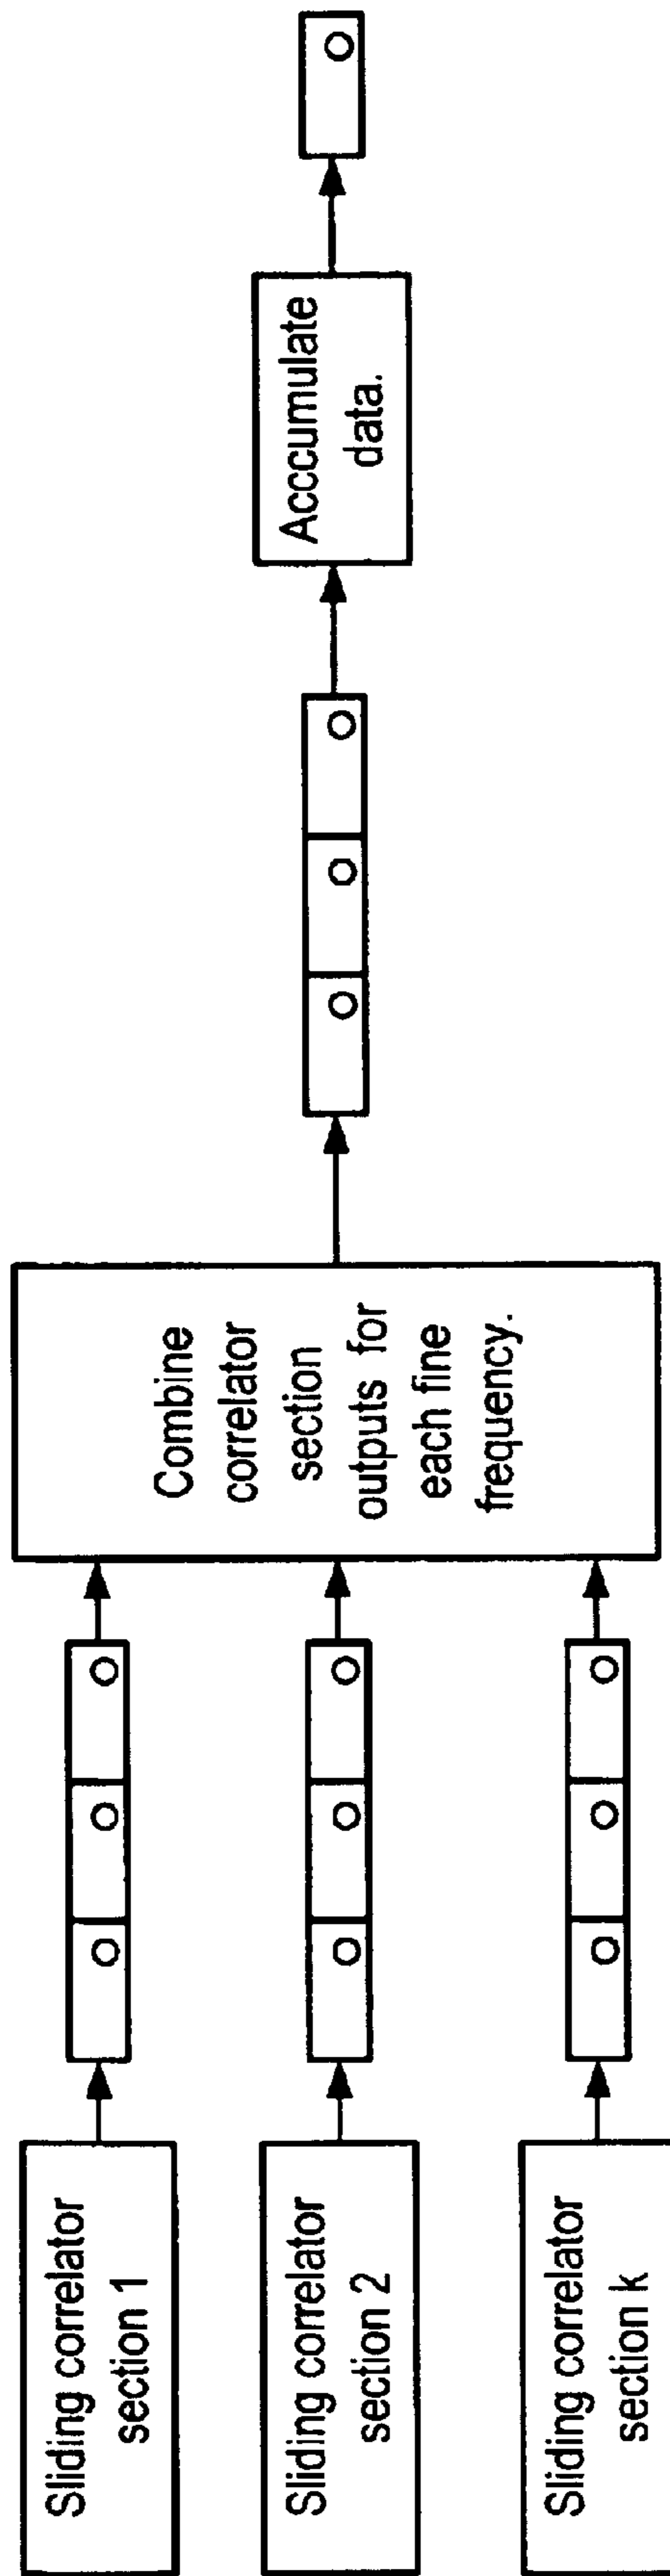 Sliding correlator
section 1
Sliding correlator
section 2
Sliding correlator
section k
Combine
correlator
section
outputs for
each fine
frequency.
Acccumulate
data.